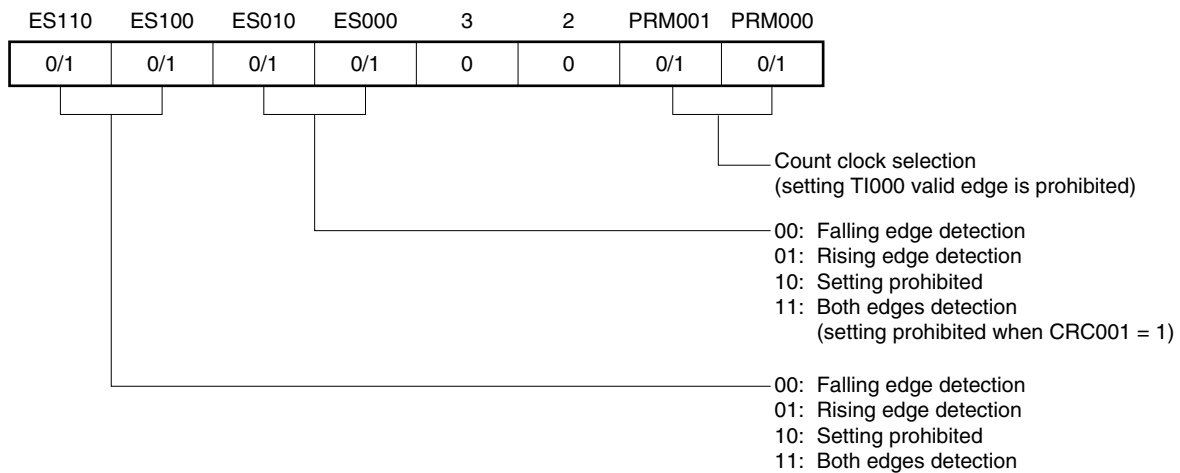 ES110 ES100 ES010 ES000 3 2 PRM001 PRM000
0/1 0/1 0/1 0/1 0 0 0/1 0/1
Count clock selection
(setting TI000 valid edge is prohibited)
00: Falling edge detection
01: Rising edge detection
10: Setting prohibited
11: Both edges detection
(setting prohibited when CRC001 = 1)
00: Falling edge detection
01: Rising edge detection
10: Setting prohibited
11: Both edges detection